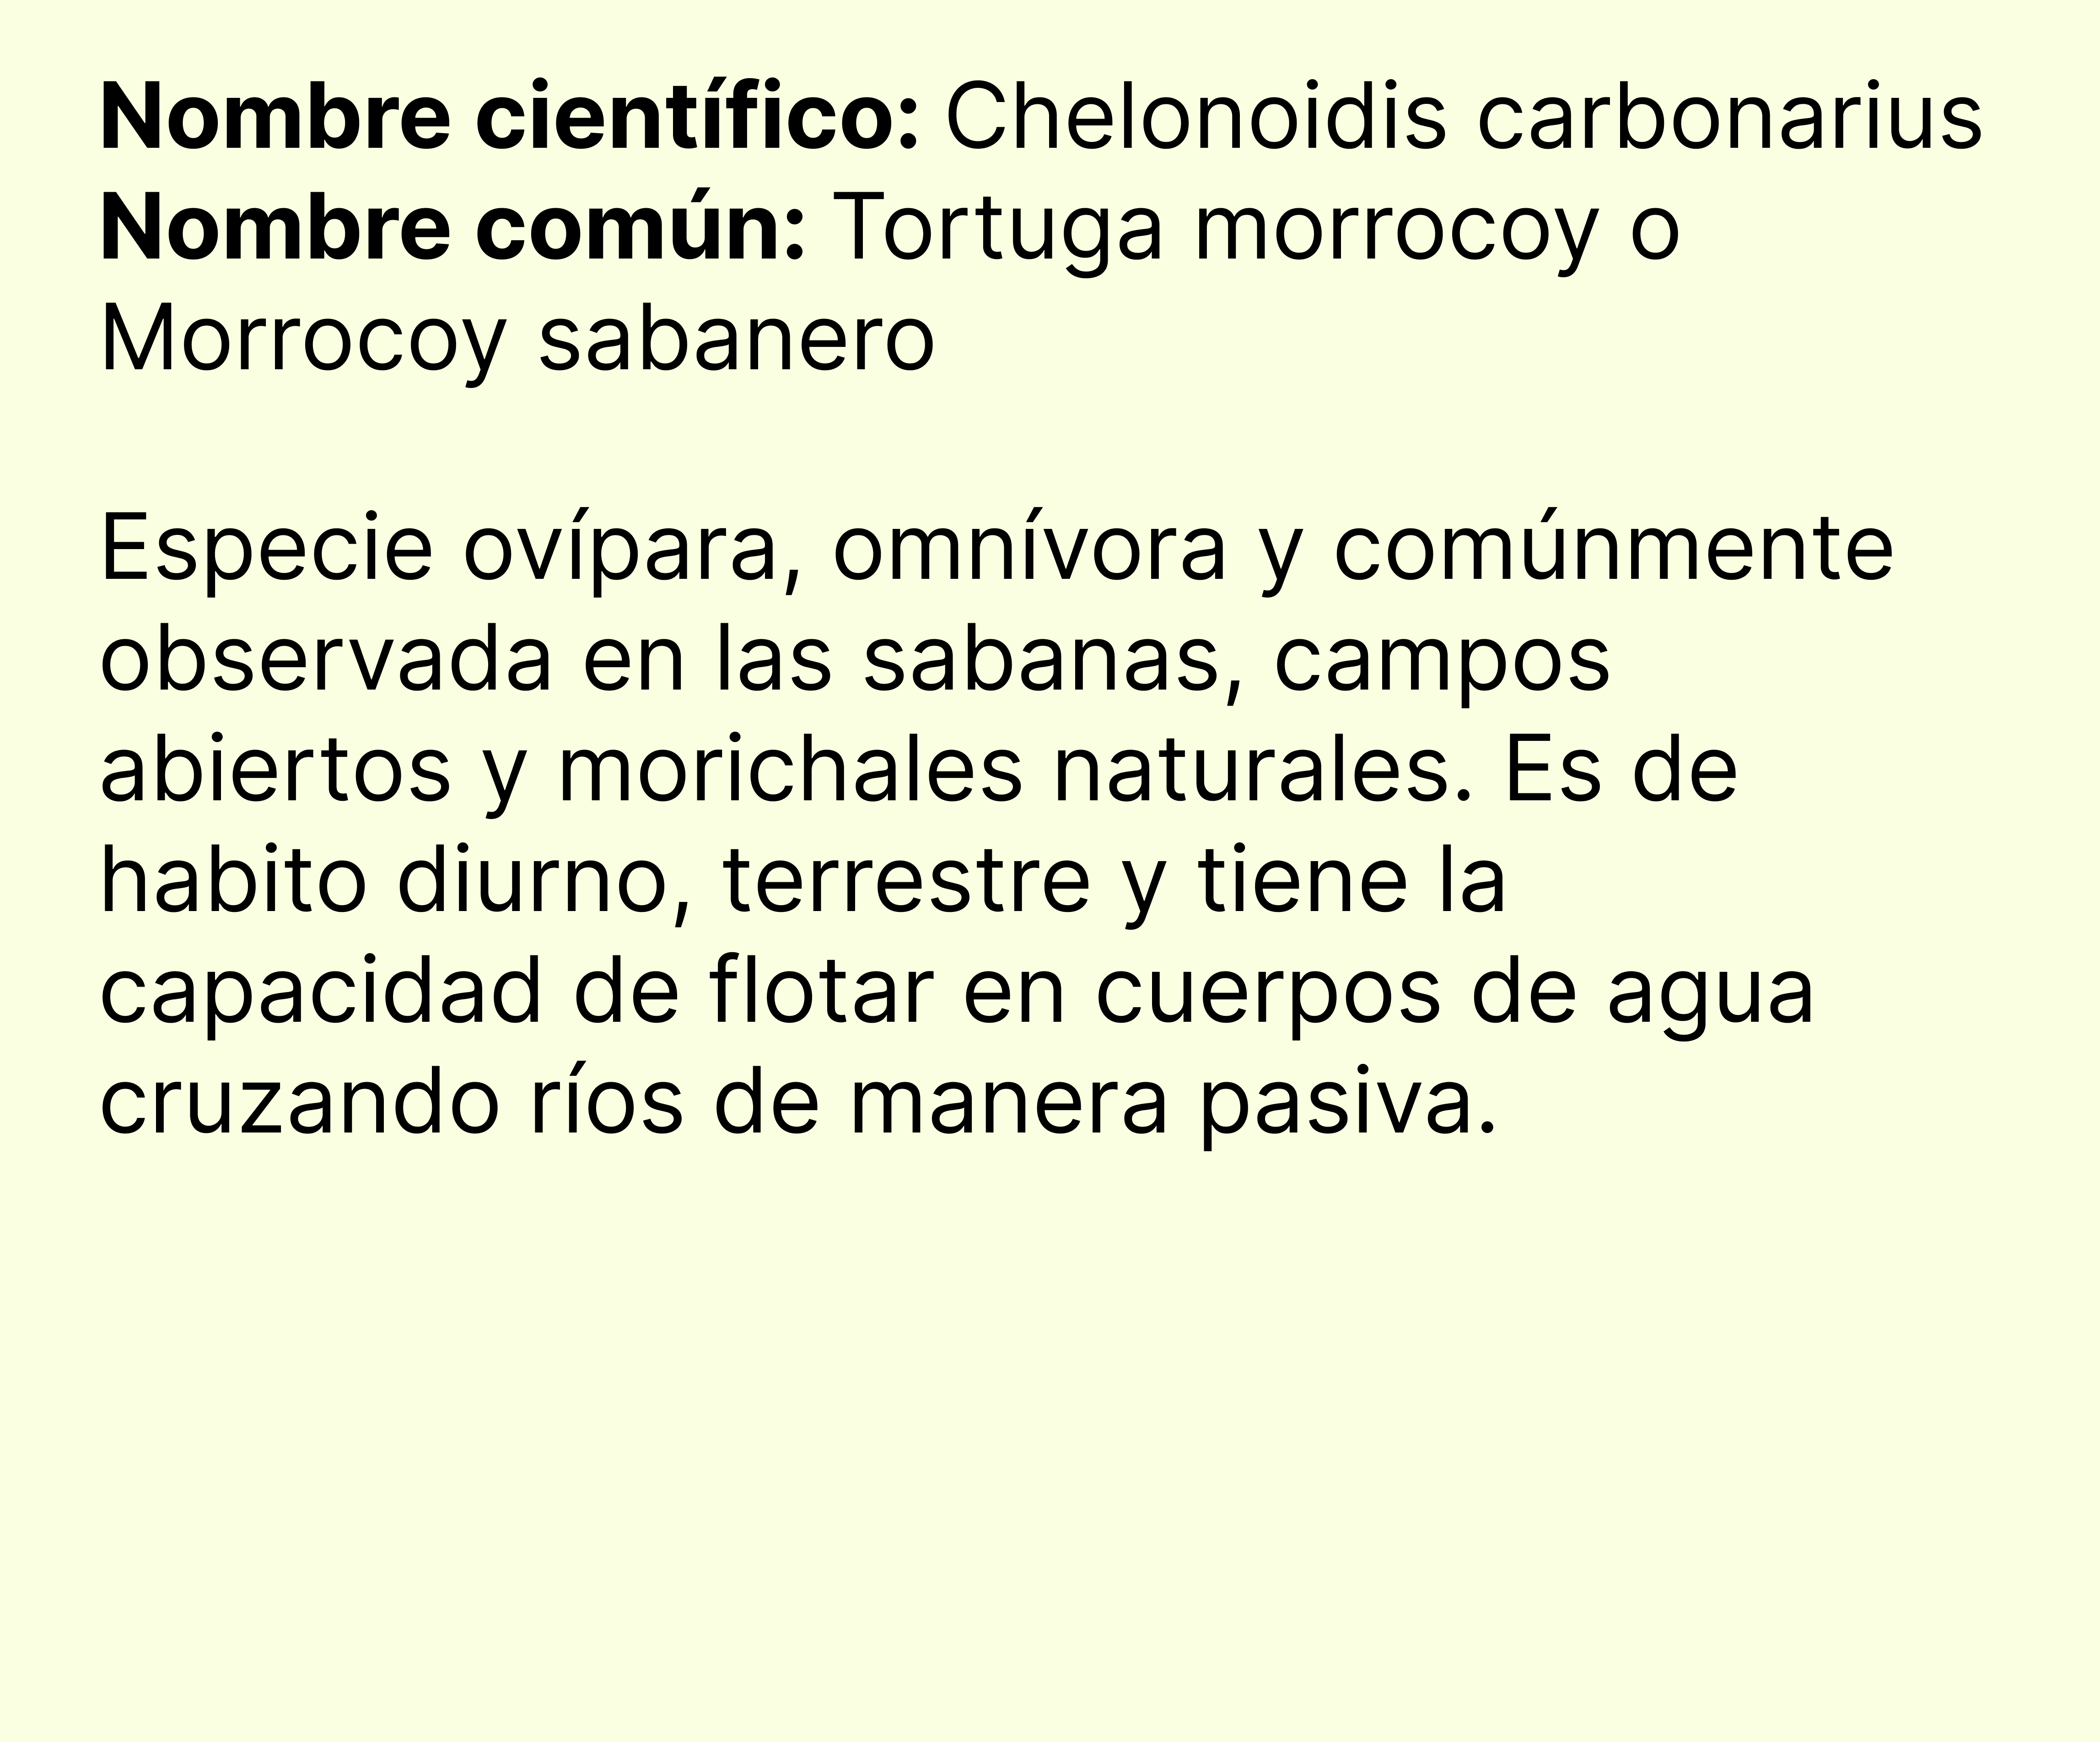 Nombre científico: Chelonoidis carbonarius
Nombre común: Tortuga morrocoy o
Morrocoy sabanero
Especie ovípara, omnívora y comúnmente
observada en las sabanas, campos
abiertos y morichales naturales. Es de
habito diurno, terrestre y tiene la
capacidad de flotar en cuerpos de agua
cruzando ríos de manera pasiva.